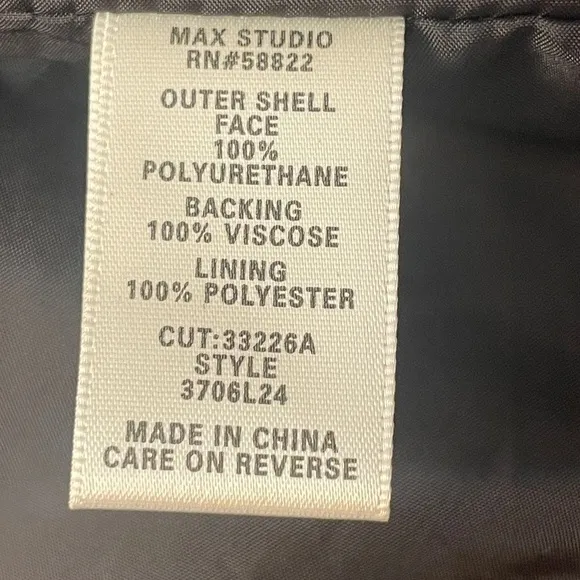 MAX STUDIO
RN#58822
OUTER SHELL
FACE
100%
POLYURETHANE
BACKING
100% VISCOSE
LINING
100% POLYESTER
CUT:33226A
STYLE
3706L24
MADE IN CHINA
CARE ON REVERSE